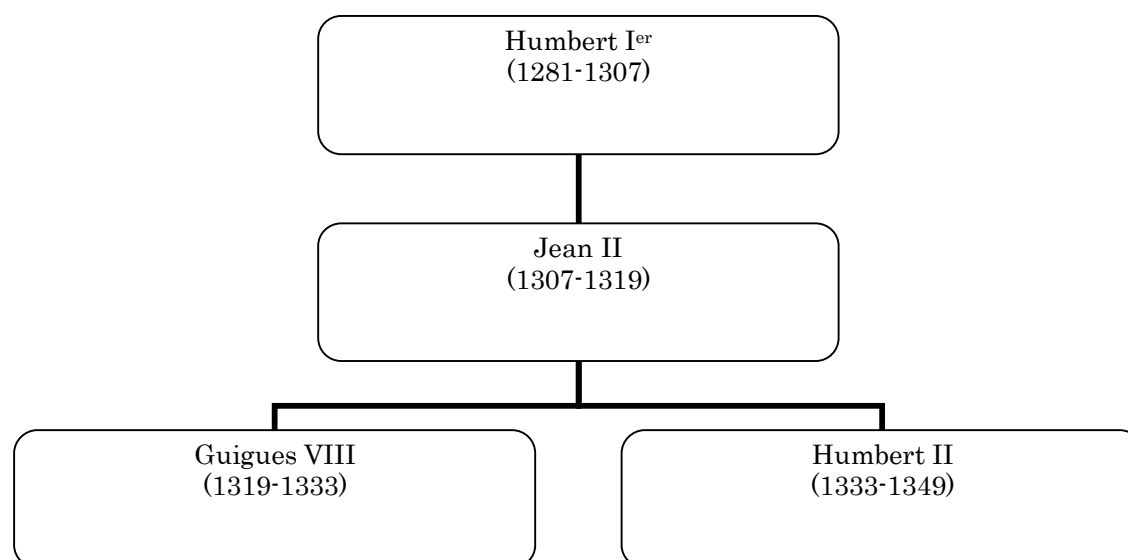 Humbert Iᵉʳ
(1281-1307)
Jean II
(1307-1319)
Guigues VIII
(1319-1333)
Humbert II
(1333-1349)